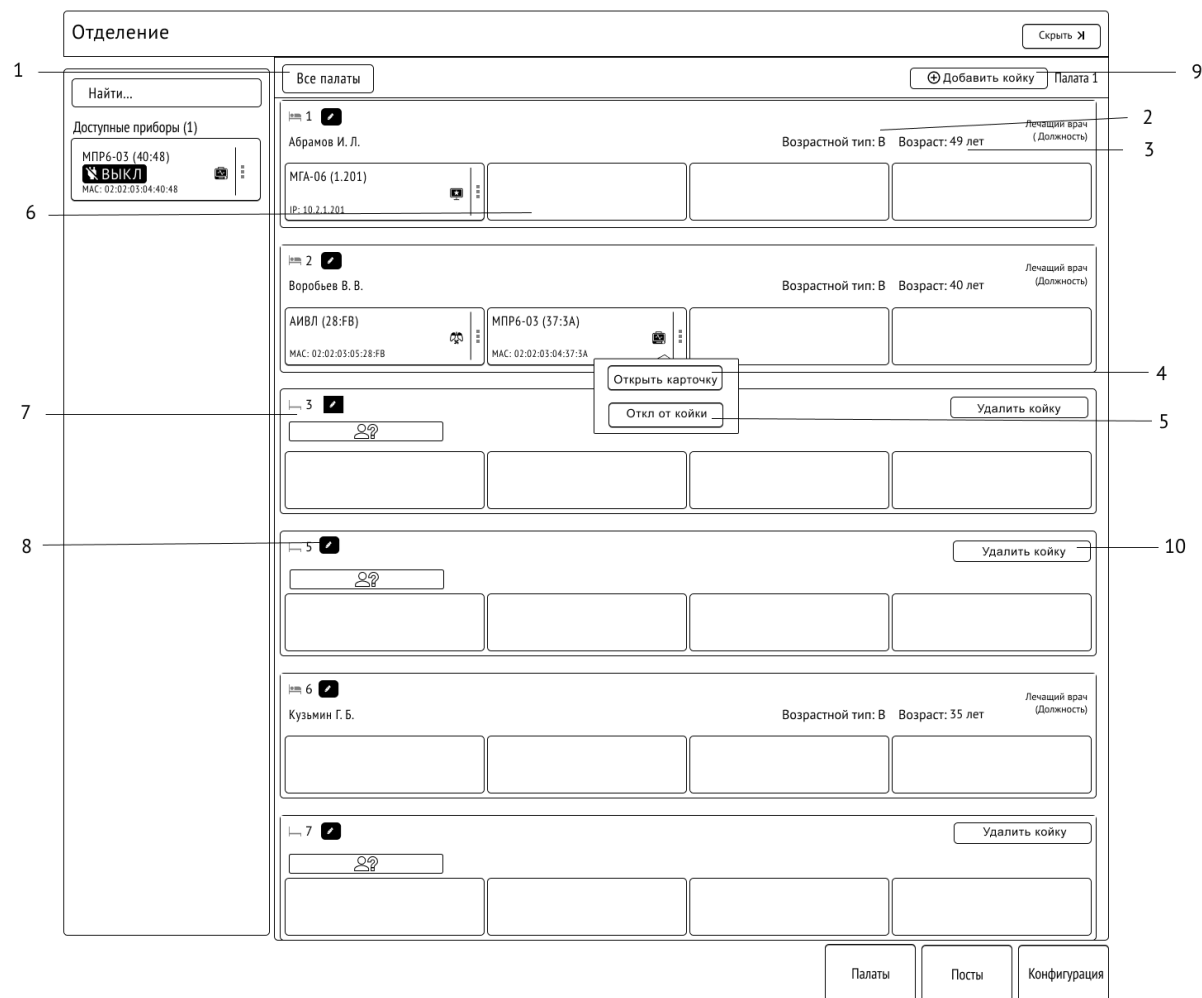 Отделение
Скрыть
1
Все палаты
Добавить койку
Палата 1
9
Найти...
Доступные приборы (1)
МПР6-03 (40:48)
ВЫКЛ
MAC: 02:02:03;04:40:48
1
Абрамов И. Л.
Возрастной тип: В
Возраст: 49 лет
Лечащий врач
( Должность)
2
3
МГА-06 (1.201)
IP: 10.2.1.201
6
2
Воробьев В. В.
Возрастной тип: В
Возраст: 40 лет
Лечащий врач
(Должность)
АИВЛ (28:FB)
MAC: 02:02:03:05:28:FB
МПР6-03 (37:3A)
MAC: 02:02:03:04:37:3A
Открыть карточку
4
Откл от койки
5
7
3
Удалить койку
8
5
Удалить койку
10
6
Кузьмин Г. Б.
Возрастной тип: В
Возраст: 35 лет
Лечащий врач
(Должность)
7
Удалить койку
Палаты
Посты
Конфигурация